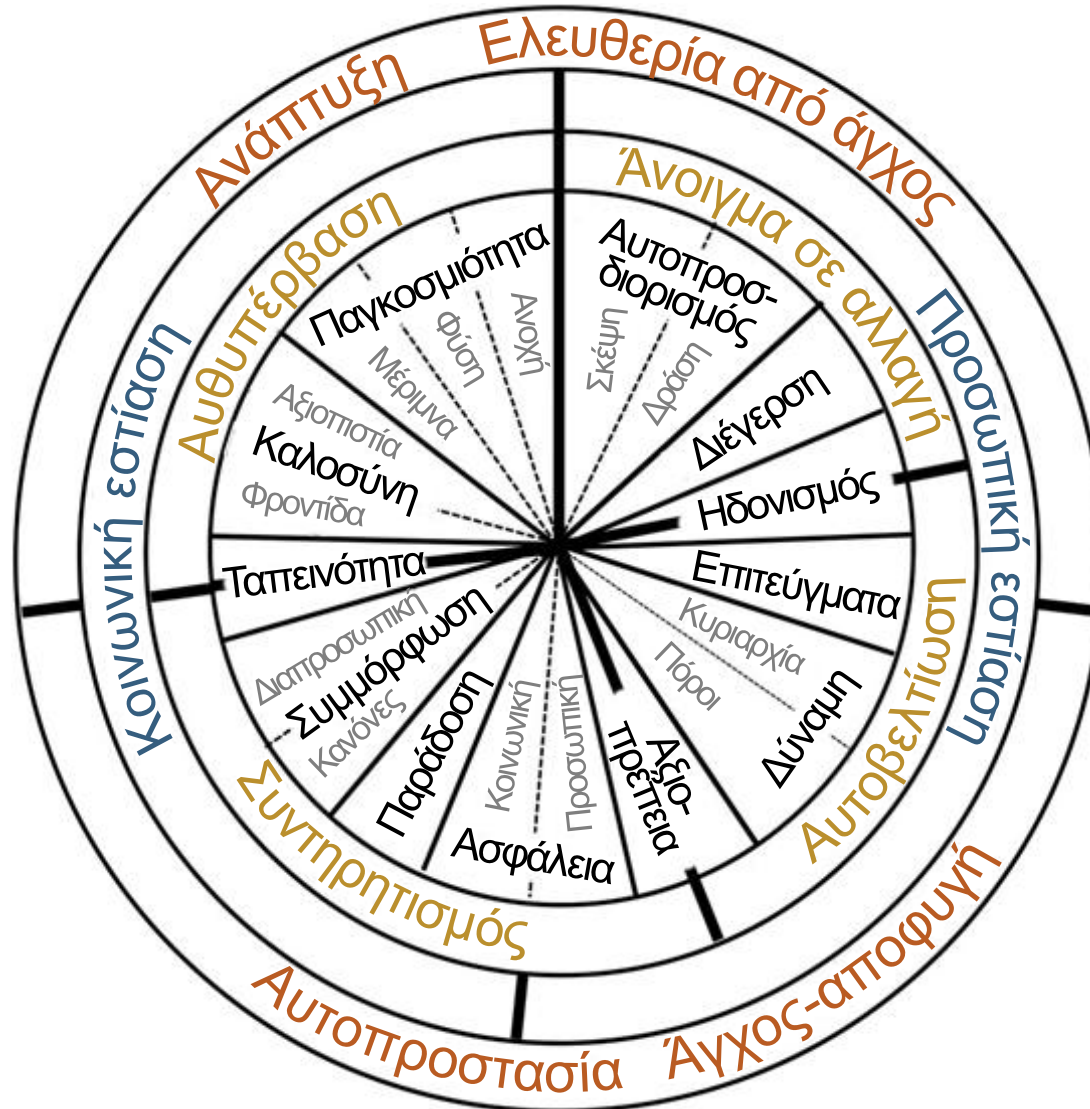 Ανάπτυξη
Ελευθερία από άγχος
Κοινωνική εστίαση
Προσωπική εστίαση
Αυθυπέρβαση
Άνοιγμα σε αλλαγή
Παγκοσμιότητα
Μέριμνα
Φύση
Ανοχή
Αυτοπροσ-
διορισμός
Σκέψη
Δράση
Διέγερση
Ηδονισμός
Αξιοπιστία
Καλοσύνη
Φροντίδα
Ταπεινότητα
Επιτεύγματα
Διαπροσωπική
Συμμόρφωση
Κανόνες
Παράδοση
Κοινωνική
Προσωπική
Ασφάλεια
Αξιο-
πρέπεια
Κυριαρχία
Πόροι
Δύναμη
Συντηρητισμός
Αυτοβελτίωση
Αυτοπροστασία
Άγχος-αποφυγή